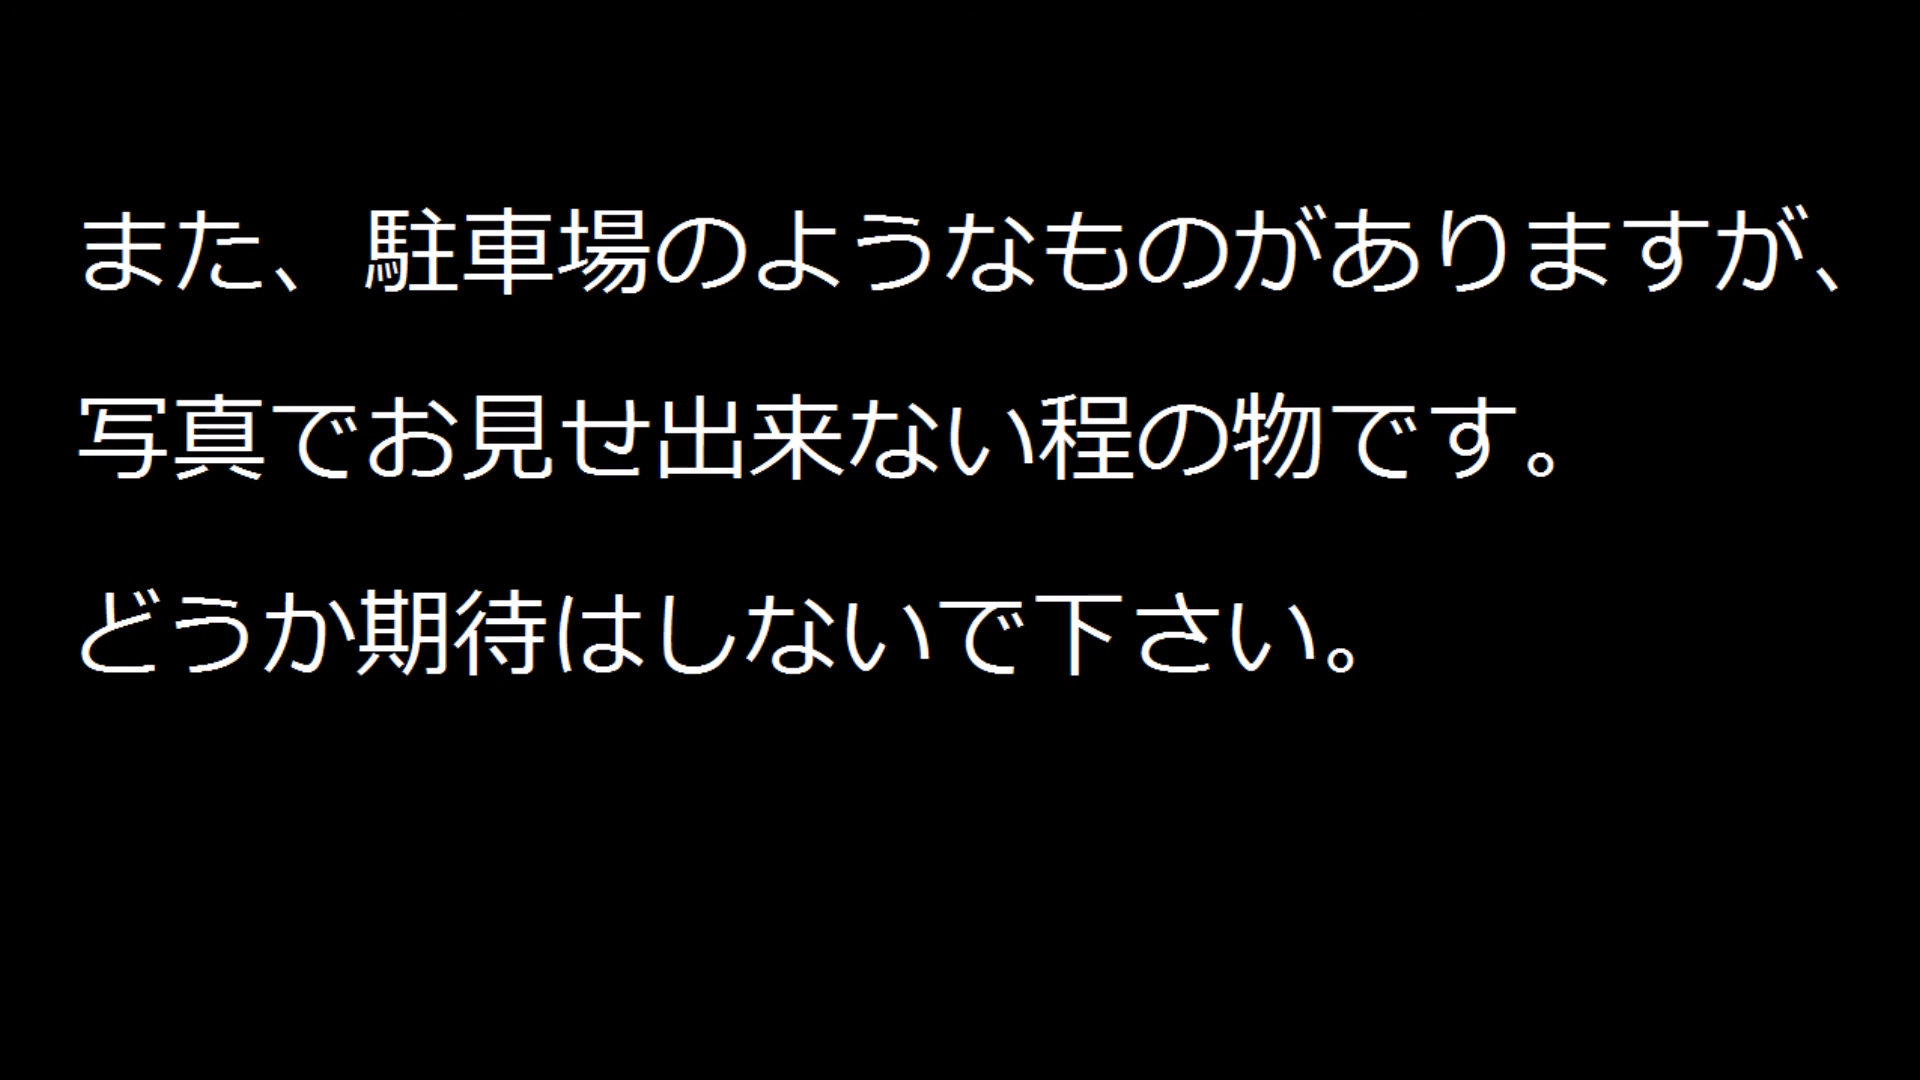 また、駐車場のようなものがありますが、
写真でお見せ出来ない程の物です。
どうか期待はしないで下さい。